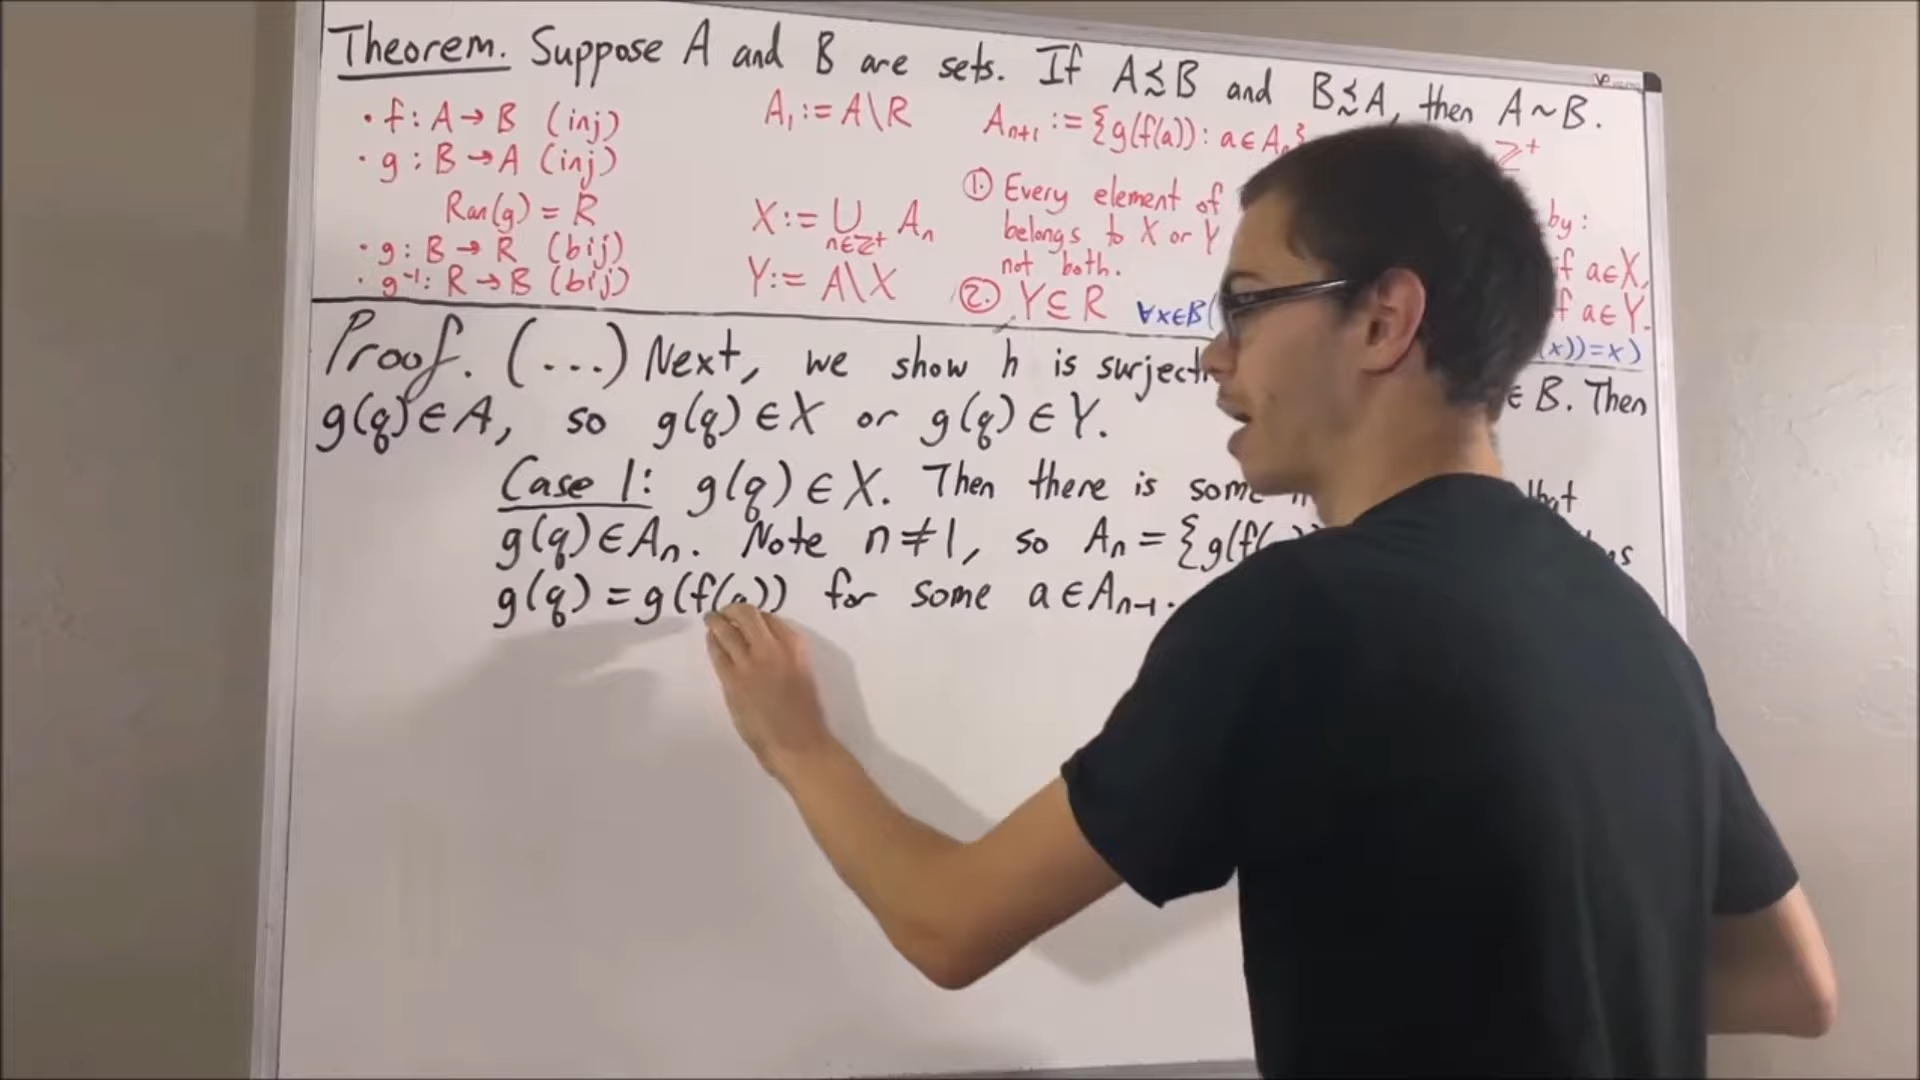 Theorem. Suppose A and B are sets. If A ≲ B and B ≲ A, then A ~ B.
• f: A → B (inj)
• g: B → A (inj)
Ran(g) = R
• g: B → R (bij)
• g⁻¹: R → B (bij)
A₁ := A\R
X := ∪ₙ∈ℤ⁺ Aₙ
Y := A\X
Aₙ₊₁ := {g(f(a)): a ∈ Aₙ}
ℤ⁺
① Every element of
belongs to X or Y
not both.
② Y ⊆ R
by:
if a ∈ X,
if a ∈ Y.
∀x∈B(
(x))=x)
Proof. (...) Next, we show h is
∈ B. Then
g(q) ∈ A, so g(q) ∈ X or g(q) ∈ Y.
Case 1: g(q) ∈ X. Then there is some
that
g(q) ∈ Aₙ. Note n ≠ 1, so Aₙ = {g(f(
g(q) = g(f(a)) for some a ∈ Aₙ₋₁.